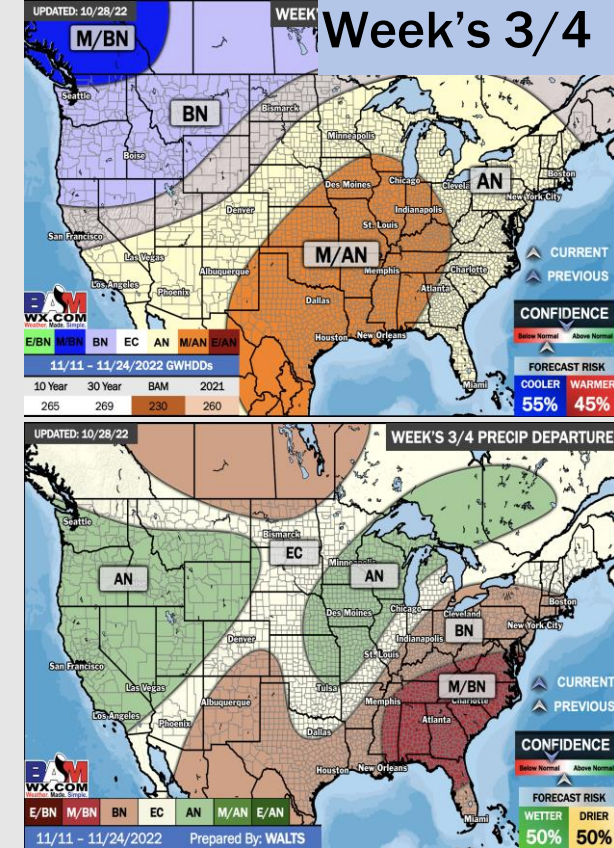 UPDATED: 10/28/22
WEEK'
Week's 3/4
M/BN
Seattle
BN
Bismarck
Minneapolis
Boise
Des Moines
Chicago
Clevela
AN
Boston
New York City
Denver
Indianapolis
St. Louis
San Francisco
M/AN
Las Vegas
Albuquerque
Memphis
Charlotte
CURRENT
PREVIOUS
Los Angeles
Phoenix
Dallas
Atlanta
BAM
WX.COM
Weather. Made. Simple.
Houston
New Orleans
CONFIDENCE
Below Normal
Above Normal
E/BN M/BN BN EC AN M/AN E/AN
FORECAST RISK
11/11 - 11/24/2022 GWHDDs
Miami
COOLER
WARMER
10 Year 30 Year BAM 2021
265 269 230 260
55%
45%
UPDATED: 10/28/22
WEEK'S 3/4 PRECIP DEPARTURE
Seattle
Bismarck
EC
Minneapolis
AN
AN
Des Moines
Chicago
Cleveland
Boston
BN
New York City
Denver
Indianapolis
San Francisco
St. Louis
Las Vegas
Tulsa
M/BN
Albuquerque
Memphis
Charlotte
CURRENT
Los Angeles
Phoenix
Dallas
Atlanta
PREVIOUS
BAM
WX.COM
Weather. Made. Simple.
Houston
New Orleans
CONFIDENCE
Below Normal
Above Normal
E/BN M/BN BN EC AN M/AN E/AN
FORECAST RISK
Miami
WETTER
DRIER
11/11 - 11/24/2022 Prepared By: WALTS
50%
50%